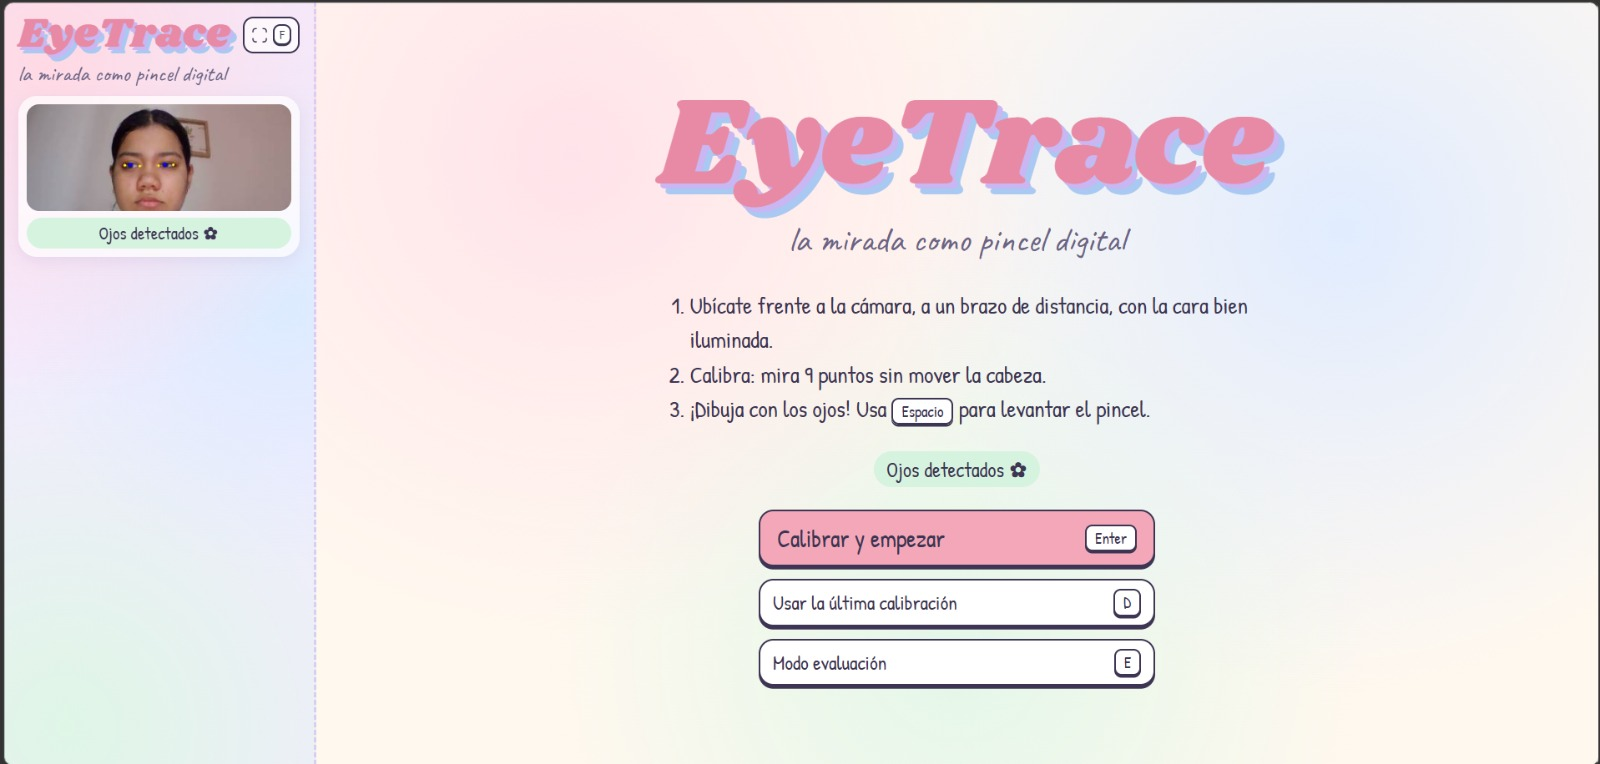 EyeTrace
F
la mirada como pincel digital
Ojos detectados ✿
EyeTrace
la mirada como pincel digital
1. Ubícate frente a la cámara, a un brazo de distancia, con la cara bien
iluminada.
2. Calibra: mira 9 puntos sin mover la cabeza.
3. ¡Dibuja con los ojos! Usa Espacio para levantar el pincel.
Ojos detectados ✿
Calibrar y empezar Enter
Usar la última calibración D
Modo evaluación E